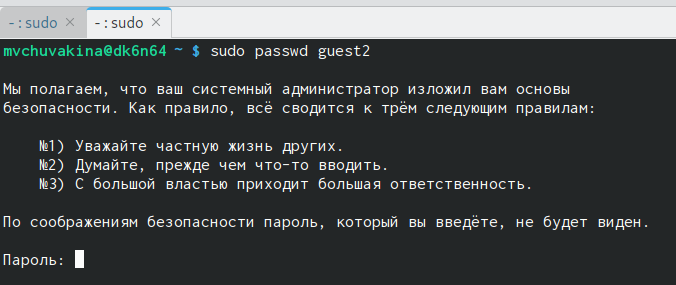 -:sudo × -:sudo ×
mvchuvakina@dk6n64 ~ $ sudo passwd guest2
Мы полагаем, что ваш системный администратор изложил вам основы
безопасности. Как правило, всё сводится к трём следующим правилам:
№1) Уважайте частную жизнь других.
№2) Думайте, прежде чем что-то вводить.
№3) С большой властью приходит большая ответственность.
По соображениям безопасности пароль, который вы введёте, не будет виден.
Пароль: